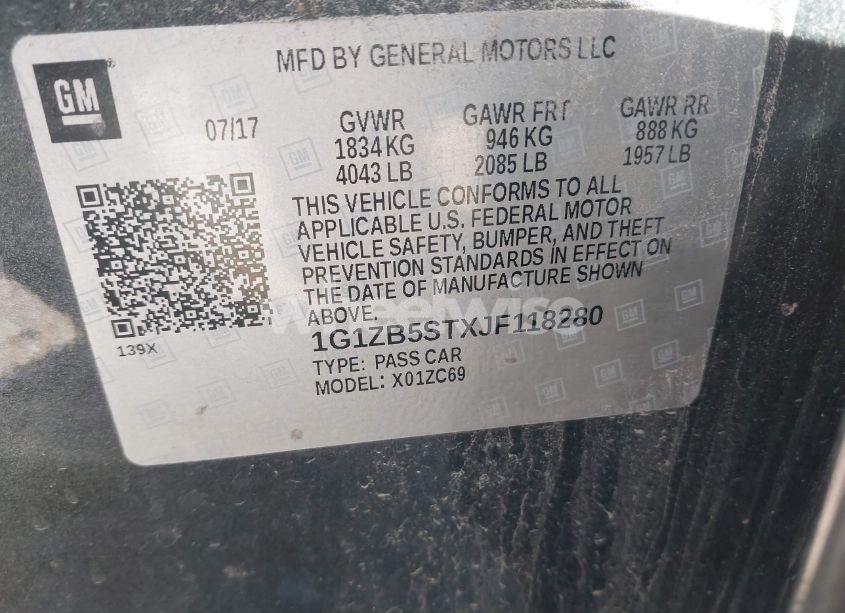 MFD BY GENERAL MOTORS LLC
GM
07/17
GVWR
1834 KG
4043 LB
GAWR FRT
946 KG
2085 LB
GAWR RR
888 KG
1957 LB
THIS VEHICLE CONFORMS TO ALL
APPLICABLE U.S. FEDERAL MOTOR
VEHICLE SAFETY, BUMPER, AND THEFT
PREVENTION STANDARDS IN EFFECT ON
THE DATE OF MANUFACTURE SHOWN
ABOVE.
1G1ZB5STXJF118280
139X
TYPE: PASS CAR
MODEL: X01ZC69